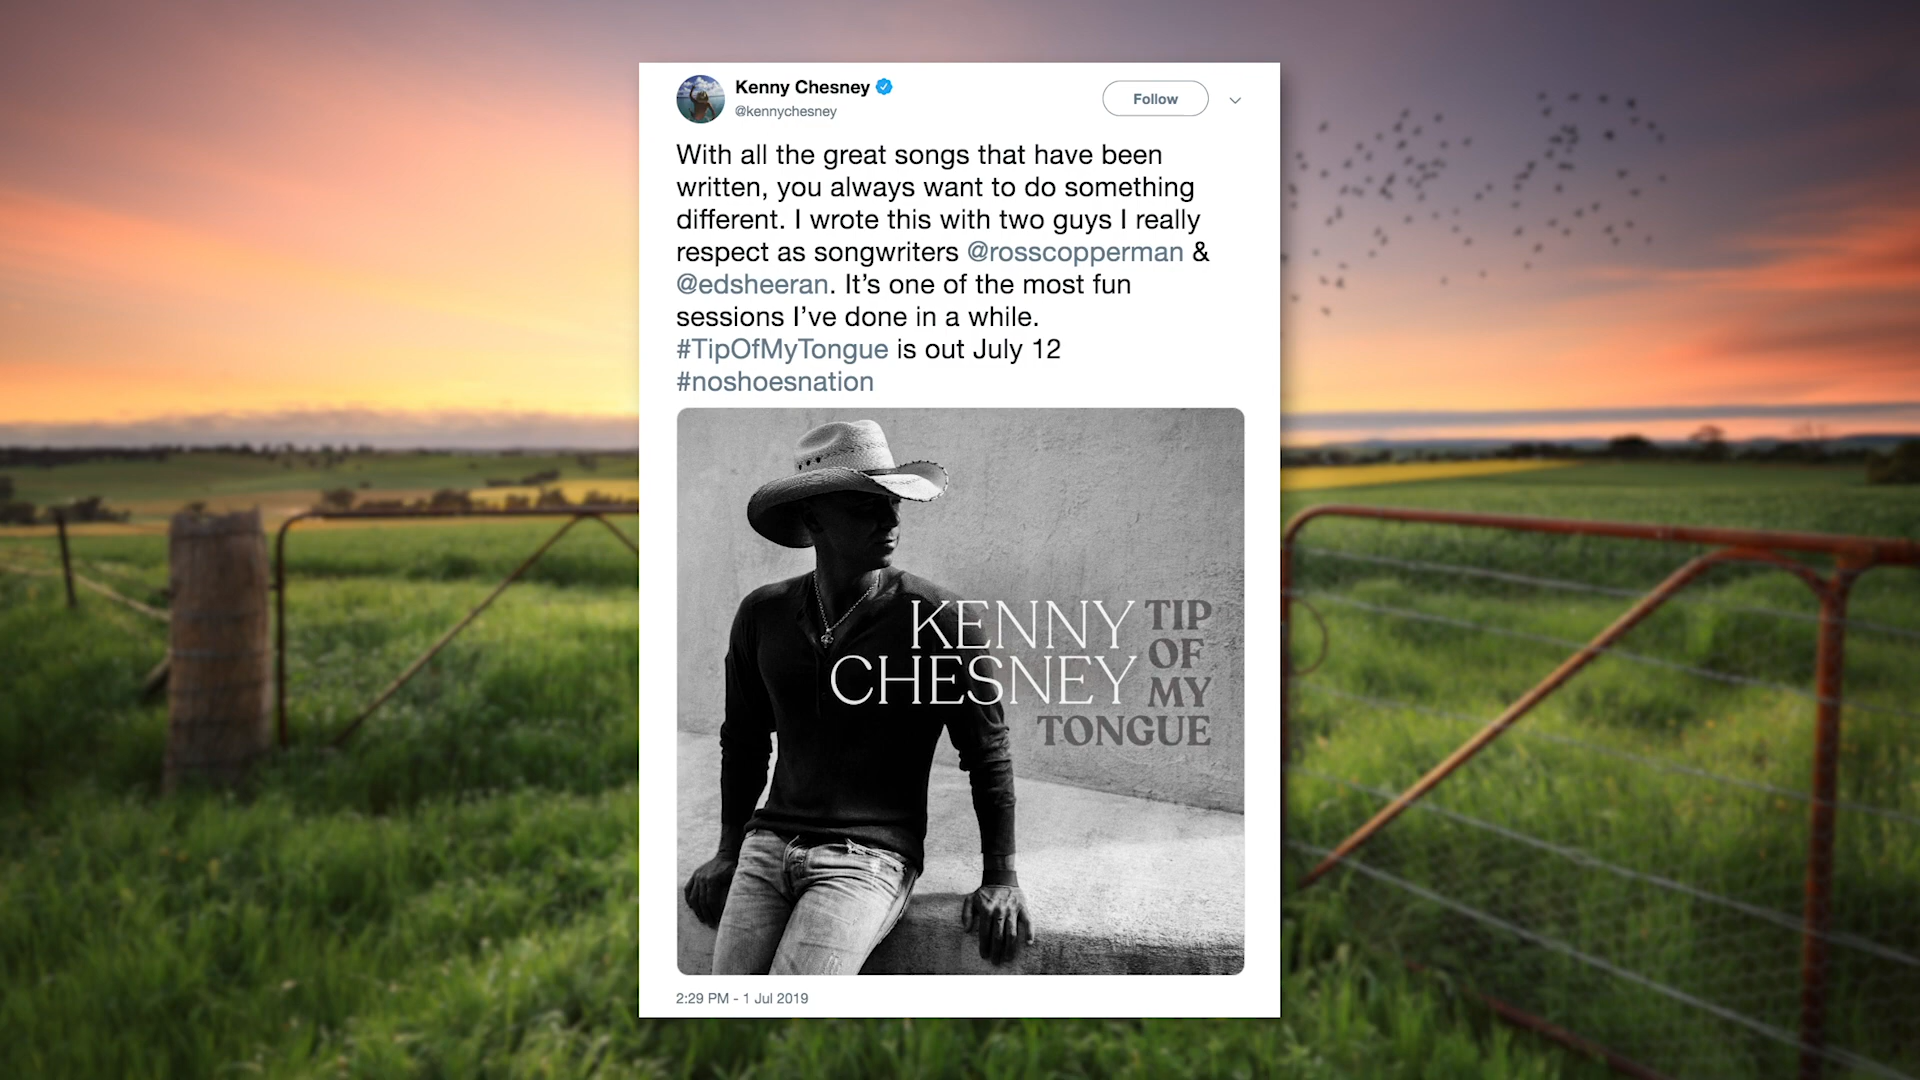 Kenny Chesney
@kennychesney
Follow
With all the great songs that have been
written, you always want to do something
different. I wrote this with two guys I really
respect as songwriters @rosscopperman &
@edsheeran. It’s one of the most fun
sessions I’ve done in a while.
#TipOfMyTongue is out July 12
#noshoesnation
KENNY
CHESNEY
TIP
OF
MY
TONGUE
2:29 PM - 1 Jul 2019